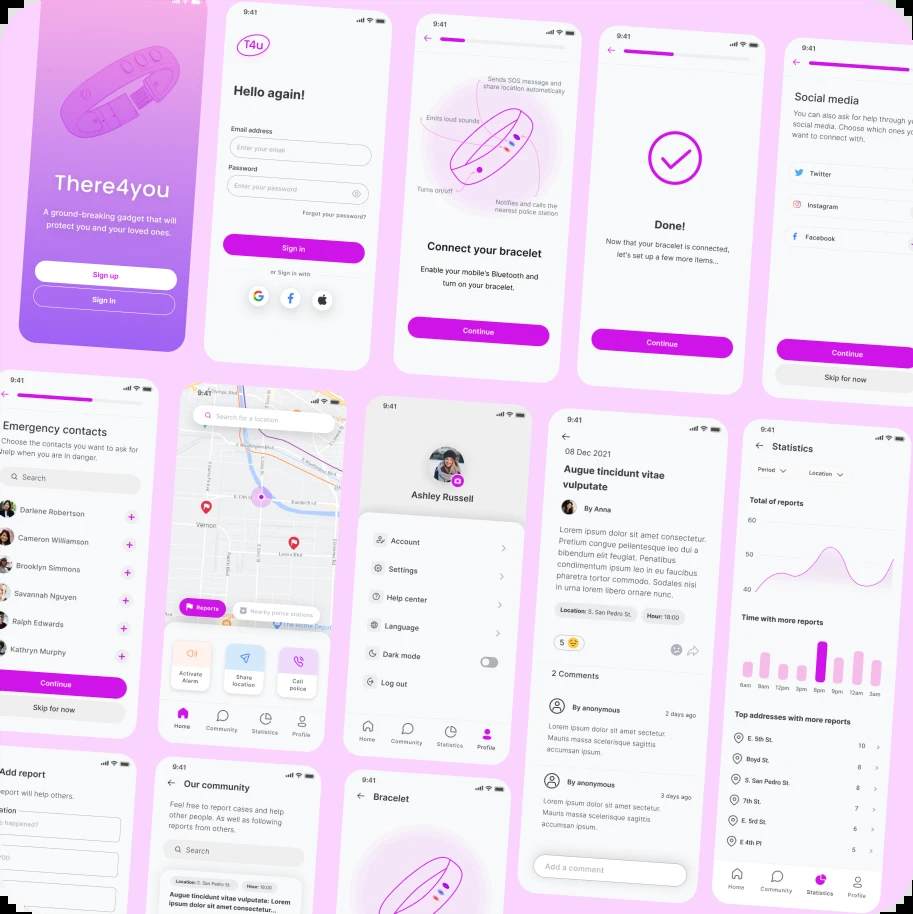 There4you
A ground-breaking gadget that will
protect you and your loved ones.
Sign up
Sign In
9:41
T4u
Hello again!
Email address
Enter your email
Password
Enter your password
Forgot your password?
Sign in
or Sign in with
9:41
Sends SOS message and
share location automatically
Emits loud sounds
Turns on/off
Notifies and calls the
nearest police station
Connect your bracelet
Enable your mobile's Bluetooth and
turn on your bracelet.
Continue
9:41
Done!
Now that your bracelet is connected,
let's set up a few more items...
Continue
9:41
Social media
You can also ask for help through
social media. Choose which ones
want to connect with.
Twitter
Instagram
Facebook
Continue
Skip for now
9:41
Emergency contacts
Choose the contacts you want to ask for
help when you are in danger.
Search
Darlene Robertson
Cameron Williamson
Brooklyn Simmons
Savannah Nguyen
Ralph Edwards
Kathryn Murphy
Continue
Skip for now
9:41
Search for a location
E Washington Blvd
E 17th St
Vernon
Reports
Nearby police stations
The Home Depot
Activate
Alarm
Share
location
Call
police
Home
Community
Statistics
Profile
9:41
Ashley Russell
Account
Settings
Help center
Language
Dark mode
Log out
Home
Community
Statistics
Profile
9:41
08 Dec 2021
Augue tincidunt vitae
vulputate
By Anna
Lorem ipsum dolor sit amet consectetur.
Pretium congue pellentesque leo dui a
bibendum elit feugiat. Penatibus
condimentum ipsum leo in eu faucibus
pharetra tortor commodo. Sodales nisi
in urna lorem libero sit amet.
Location: S. San Pedro St.
Hour: 18:00
5
2 Comments
By anonymous
2 days ago
Lorem ipsum dolor sit amet consectetur.
Mauris massa scelerisque sagittis
accumsan ipsum.
By anonymous
3 days ago
Lorem ipsum dolor sit amet consectetur.
Mauris massa scelerisque sagittis
accumsan ipsum.
Add a comment
9:41
Statistics
Period
Location
Total of reports
60
50
40
Time with more reports
6am
9am
12pm
3pm
6pm
9pm
12am
3am
Top addresses with more reports
E. 5th St.
10
Boyd St.
8
S. San Pedro St.
8
7th St.
7
E. 5rd St.
6
E 4th Pl
5
Home
Community
Statistics
Profile
Add report
report will help others.
happened?
9:41
Our community
Feel free to report cases and help
other people. As well as following
reports from others.
Search
Location: S. San Pedro St.
Hour: 18:00
Augue tincidunt vitae vulputate: Lorem
ipsum dolor sit amet, consectetur...
9:41
Bracelet